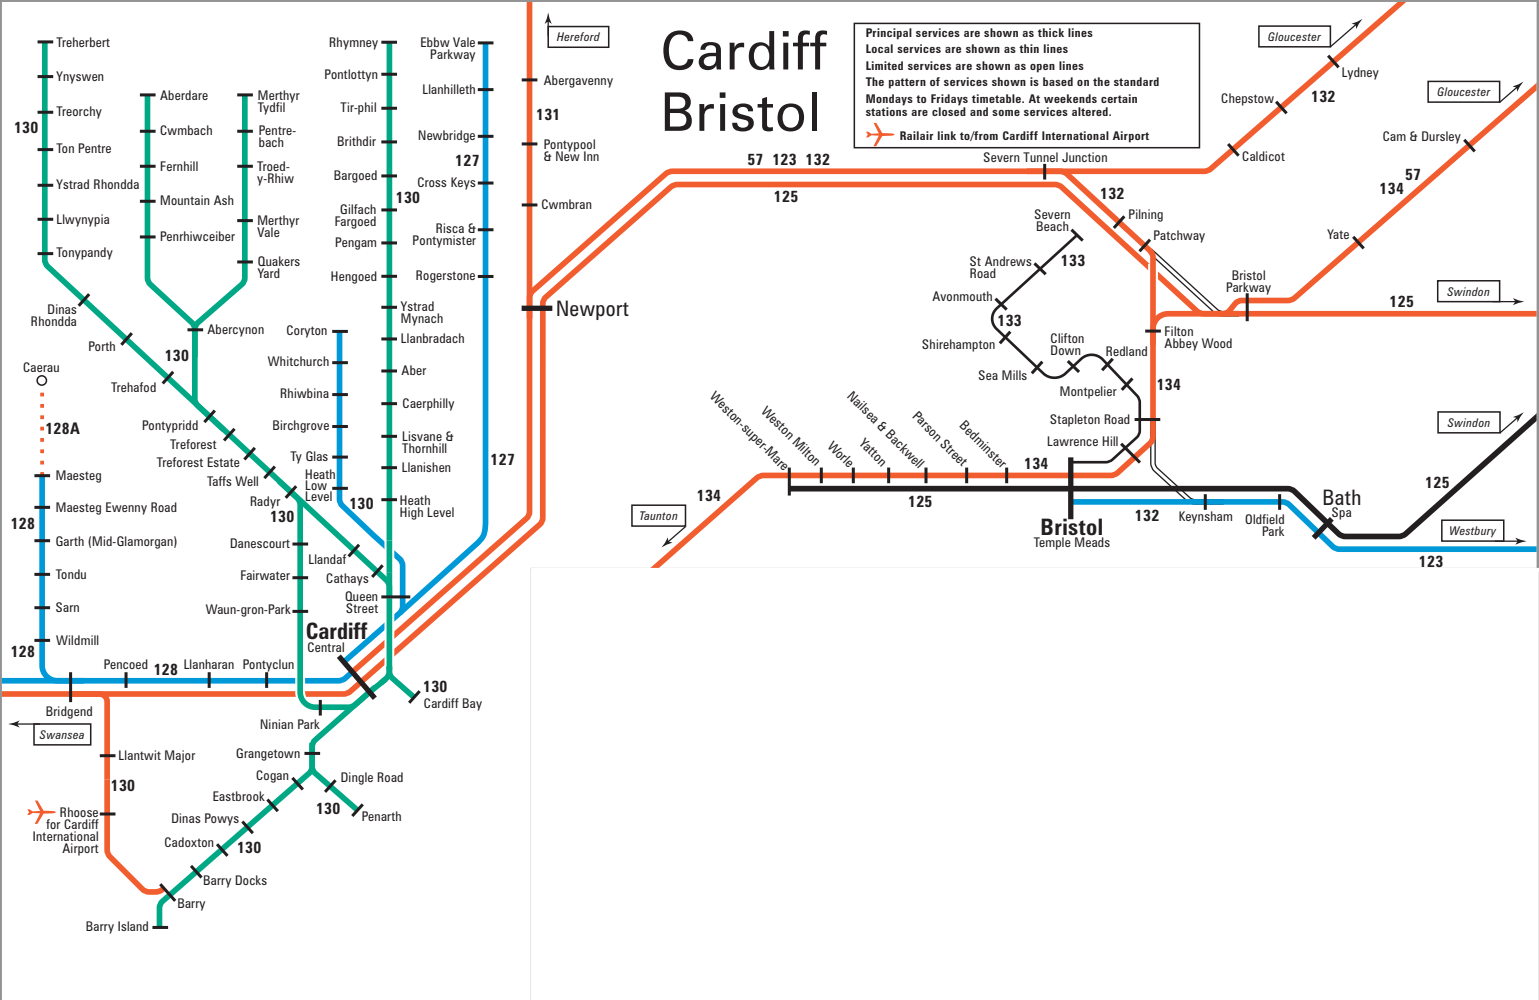 Cardiff
Bristol
Principal services are shown as thick lines
Local services are shown as thin lines
Limited services are shown as open lines
The pattern of services shown is based on the standard
Mondays to Fridays timetable. At weekends certain
stations are closed and some services altered.
Railair link to/from Cardiff International Airport
Treherbert
Ynyswen
Treorchy
130
Ton Pentre
Ystrad Rhondda
Llwynypia
Tonypandy
Dinas
Rhondda
Porth
Trehafod
Aberdare
Cwmbach
Fernhill
Mountain Ash
Penrhiwceiber
Merthyr
Tydfil
Pentre-
bach
Troed-
y-Rhiw
Merthyr
Vale
Quakers
Yard
Abercynon
130
Pontypridd
Treforest
Treforest Estate
Taffs Well
Radyr
130
Llandaf
Cathays
Danescourt
Fairwater
Waun-gron-Park
Rhymney
Pontlottyn
Tir-phil
Brithdir
Bargoed
130
Gilfach
Fargoed
Pengam
Hengoed
Ystrad
Mynach
Llanbradach
Aber
Caerphilly
Lisvane &
Thornhill
Llanishen
Heath
High Level
Queen
Street
Coryton
Whitchurch
Rhiwbina
Birchgrove
Ty Glas
Heath
Low
Level
130
Ebbw Vale
Parkway
Llanhilleth
Newbridge
127
Cross Keys
Risca &
Pontymister
Rogerstone
127
Hereford
Abergavenny
131
Pontypool
& New Inn
Cwmbran
Newport
57 123 132
125
Severn Tunnel Junction
Caldicot
Chepstow
132
Lydney
Gloucester
Gloucester
Cam & Dursley
57
134
Yate
132
Pilning
Patchway
Bristol
Parkway
125
Swindon
Filton
Abbey Wood
134
Severn
Beach
133
St Andrews
Road
Avonmouth
133
Shirehampton
Sea Mills
Clifton
Down
Redland
Montpelier
Stapleton Road
Lawrence Hill
Weston-super-Mare
Weston Milton
Worle
Yatton
Nailsea & Backwell
Parson Street
Bedminster
134
134
125
Taunton
Bristol
Temple Meads
132
Keynsham
Oldfield
Park
Bath
Spa
125
Swindon
Westbury
123
Caerau
128A
Maesteg
Maesteg Ewenny Road
128
Garth (Mid-Glamorgan)
Tondu
Sarn
Wildmill
128
Pencoed
128
Llanharan
Pontyclun
Cardiff
Central
130
Cardiff Bay
Bridgend
Swansea
Ninian Park
Grangetown
Cogan
Eastbrook
Dinas Powys
Cadoxton
130
Barry Docks
Barry
Barry Island
Dingle Road
130
Penarth
Llantwit Major
130
Rhoose
for Cardiff
International
Airport